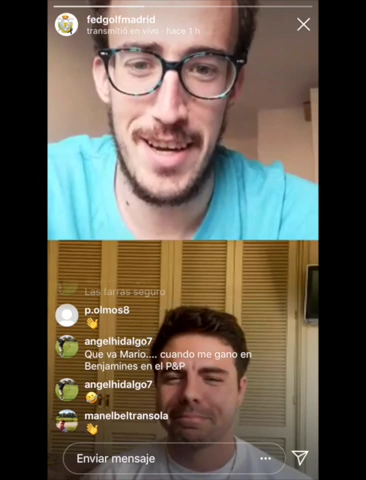 fedgolfmadrid
transmitió en vivo · hace 1 h
Las farras seguro
p.olmos8
👋
angelhidalgo7
Que va Mario.... cuando me gano en
Benjamines en el P&P
angelhidalgo7
🤣
manelbeltransola
👋
Enviar mensaje